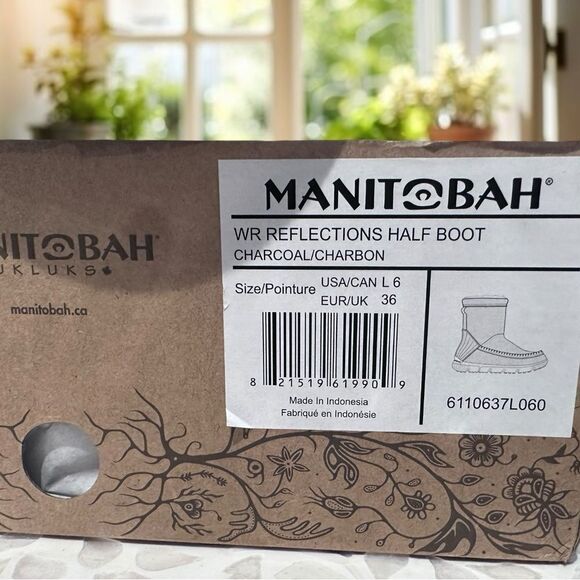 NITOBAH
UKLUKS
manitobah.ca
MANITOBAH®
WR REFLECTIONS HALF BOOT
CHARCOAL/CHARBON
Size/Pointure USA/CAN L 6
EUR/UK 36
8 21519 61990 9
Made In Indonesia
Fabriqué en Indonésie
6110637L060